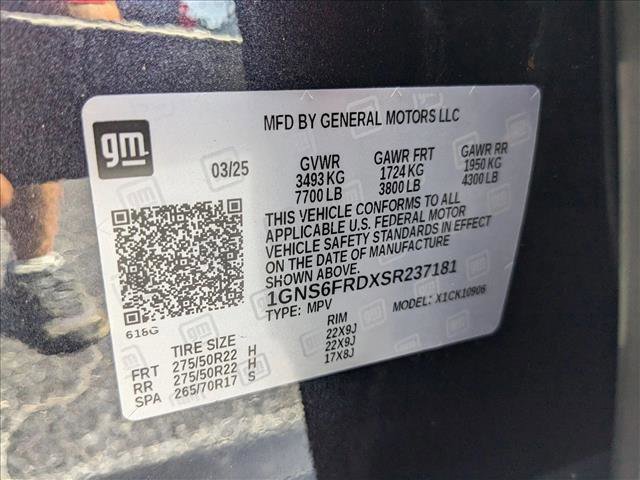 MFD BY GENERAL MOTORS LLC
gm
03/25
GVWR GAWR FRT GAWR RR
3493 KG 1724 KG 1950 KG
7700 LB 3800 LB 4300 LB
THIS VEHICLE CONFORMS TO ALL
APPLICABLE U.S. FEDERAL MOTOR
VEHICLE SAFETY STANDARDS IN EFFECT
ON THE DATE OF MANUFACTURE
SHOWN ABOVE.
1GNS6FRDXSR237181
TYPE: MPV MODEL: X1CK10906
618G
TIRE SIZE RIM
FRT 275/50R22 H 22X9J
RR 275/50R22 H 22X9J
SPA 265/70R17 S 17X8J